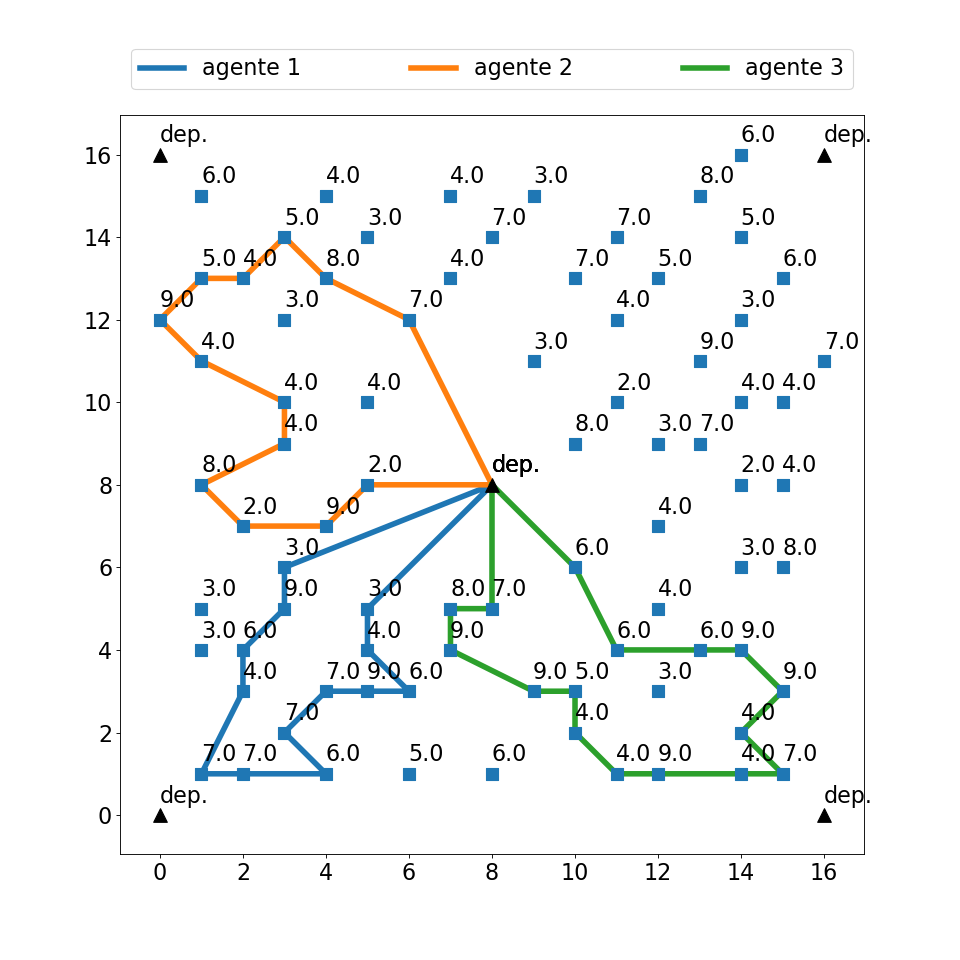 agente 1 agente 2 agente 3
dep. 6.0 dep.
16
6.0 4.0 4.0 3.0 8.0
5.0 3.0 7.0 7.0 5.0
14
5.0 4.0 8.0 4.0 7.0 5.0 6.0
9.0 3.0 7.0 4.0 3.0
12
4.0 3.0 9.0 7.0
4.0 4.0 2.0 4.0 4.0
10
4.0 8.0 3.0 7.0
8.0 2.0 dep. 2.0 4.0
8
2.0 9.0 4.0
3.0 6.0 3.0 8.0
6
3.0 9.0 3.0 8.0 7.0 4.0
3.0 6.0 4.0 9.0 6.0 6.0 9.0
4
4.0 7.0 9.0 6.0 9.0 5.0 3.0 9.0
7.0 4.0 4.0
2
7.0 7.0 6.0 5.0 6.0 4.0 9.0 4.0 7.0
dep. dep.
0
0 2 4 6 8 10 12 14 16